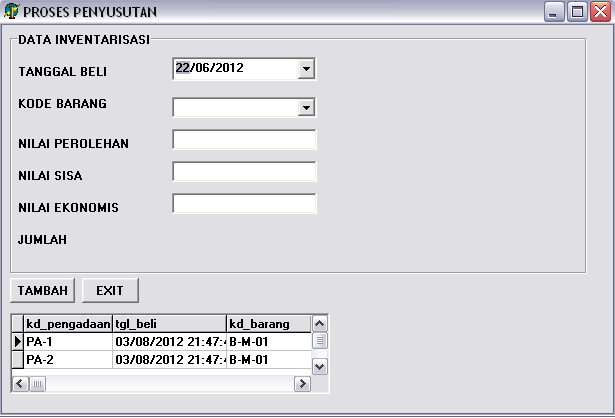 PROSES PENYUSUTAN
DATA INVENTARISASI
TANGGAL BELI 22/06/2012
KODE BARANG
NILAI PEROLEHAN
NILAI SISA
NILAI EKONOMIS
JUMLAH
TAMBAH EXIT
kd_pengadaan tgl_beli kd_barang
PA-1 03/08/2012 21:47:4 B-M-01
PA-2 03/08/2012 21:47:4 B-M-01